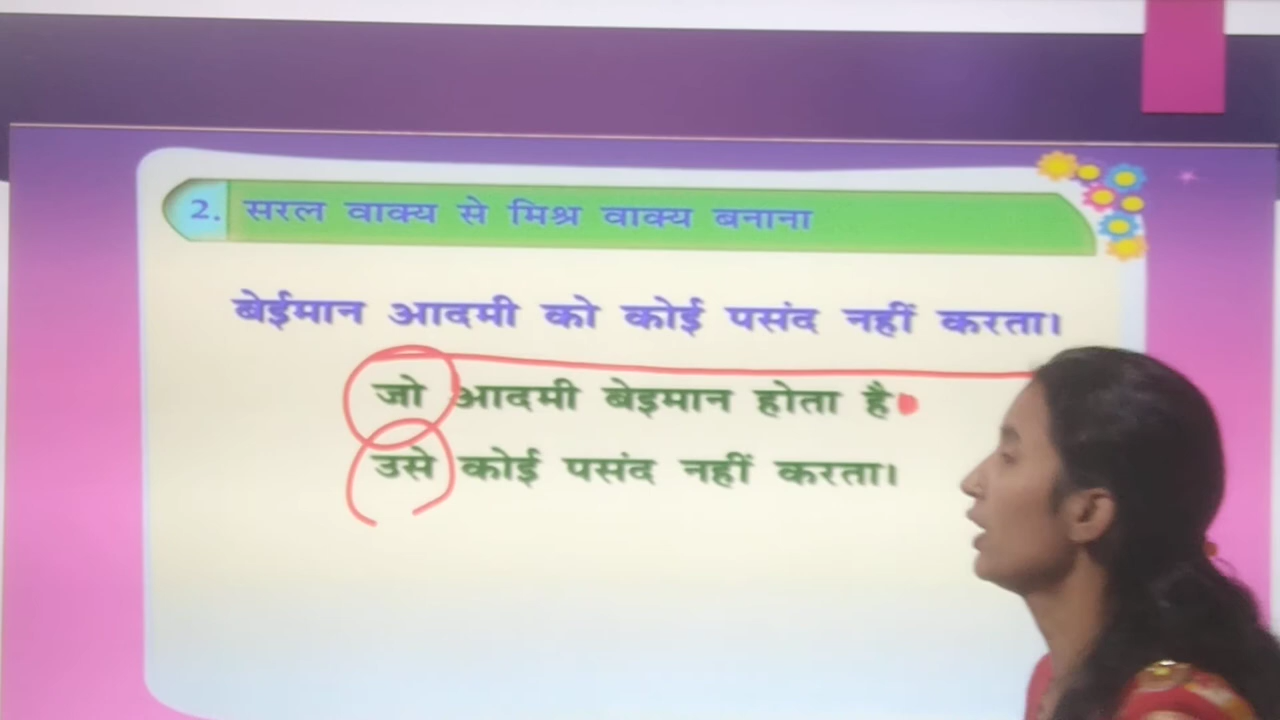 2. सरल वाक्य से मिश्र वाक्य बनाना
बेईमान आदमी को कोई पसंद नहीं करता।
जो आदमी बेइमान होता है
उसे कोई पसंद नहीं करता।